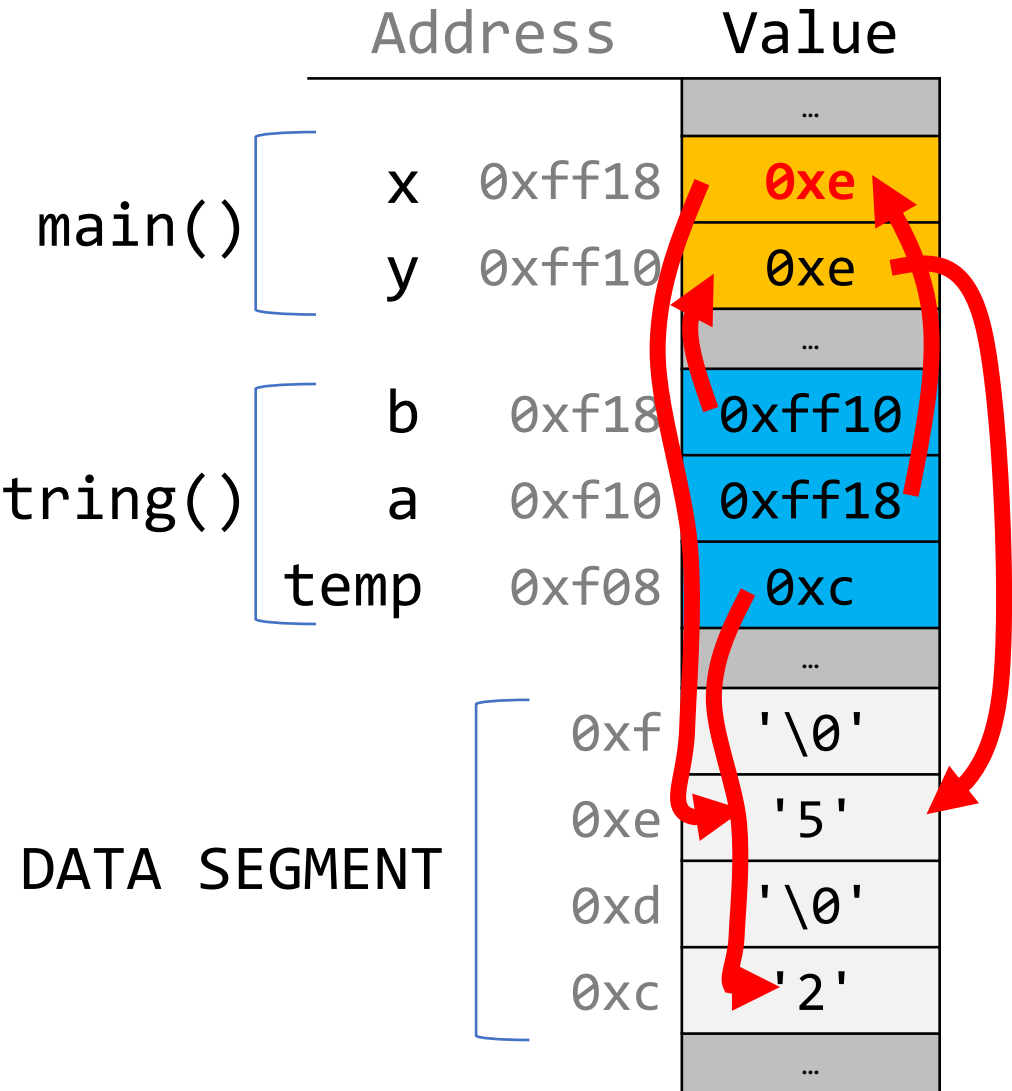 Address Value
…
x 0xff18 0xe
main()
y 0xff10 0xe
…
b 0xf18 0xff10
tring() a 0xf10 0xff18
temp 0xf08 0xc
…
0xf '\0'
0xe '5'
DATA SEGMENT
0xd '\0'
0xc '2'
…